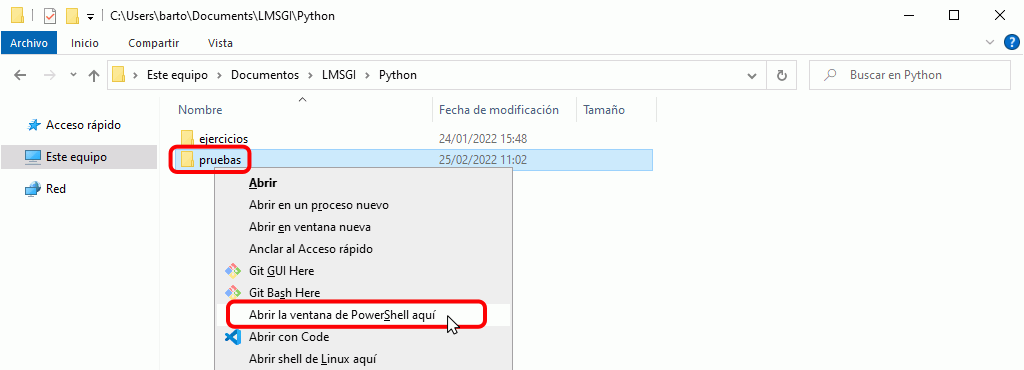 C:\Users\barto\Documents\LMSGI\Python
Archivo Inicio Compartir Vista
Este equipo Documentos LMSGI Python Buscar en Python
Nombre Fecha de modificación Tamaño
Acceso rápido
Este equipo
Red
ejercicios 24/01/2022 15:48
pruebas 25/02/2022 11:02
Abrir
Abrir en un proceso nuevo
Abrir en ventana nueva
Anclar al Acceso rápido
Git GUI Here
Git Bash Here
Abrir la ventana de PowerShell aquí
Abrir con Code
Abrir shell de Linux aquí